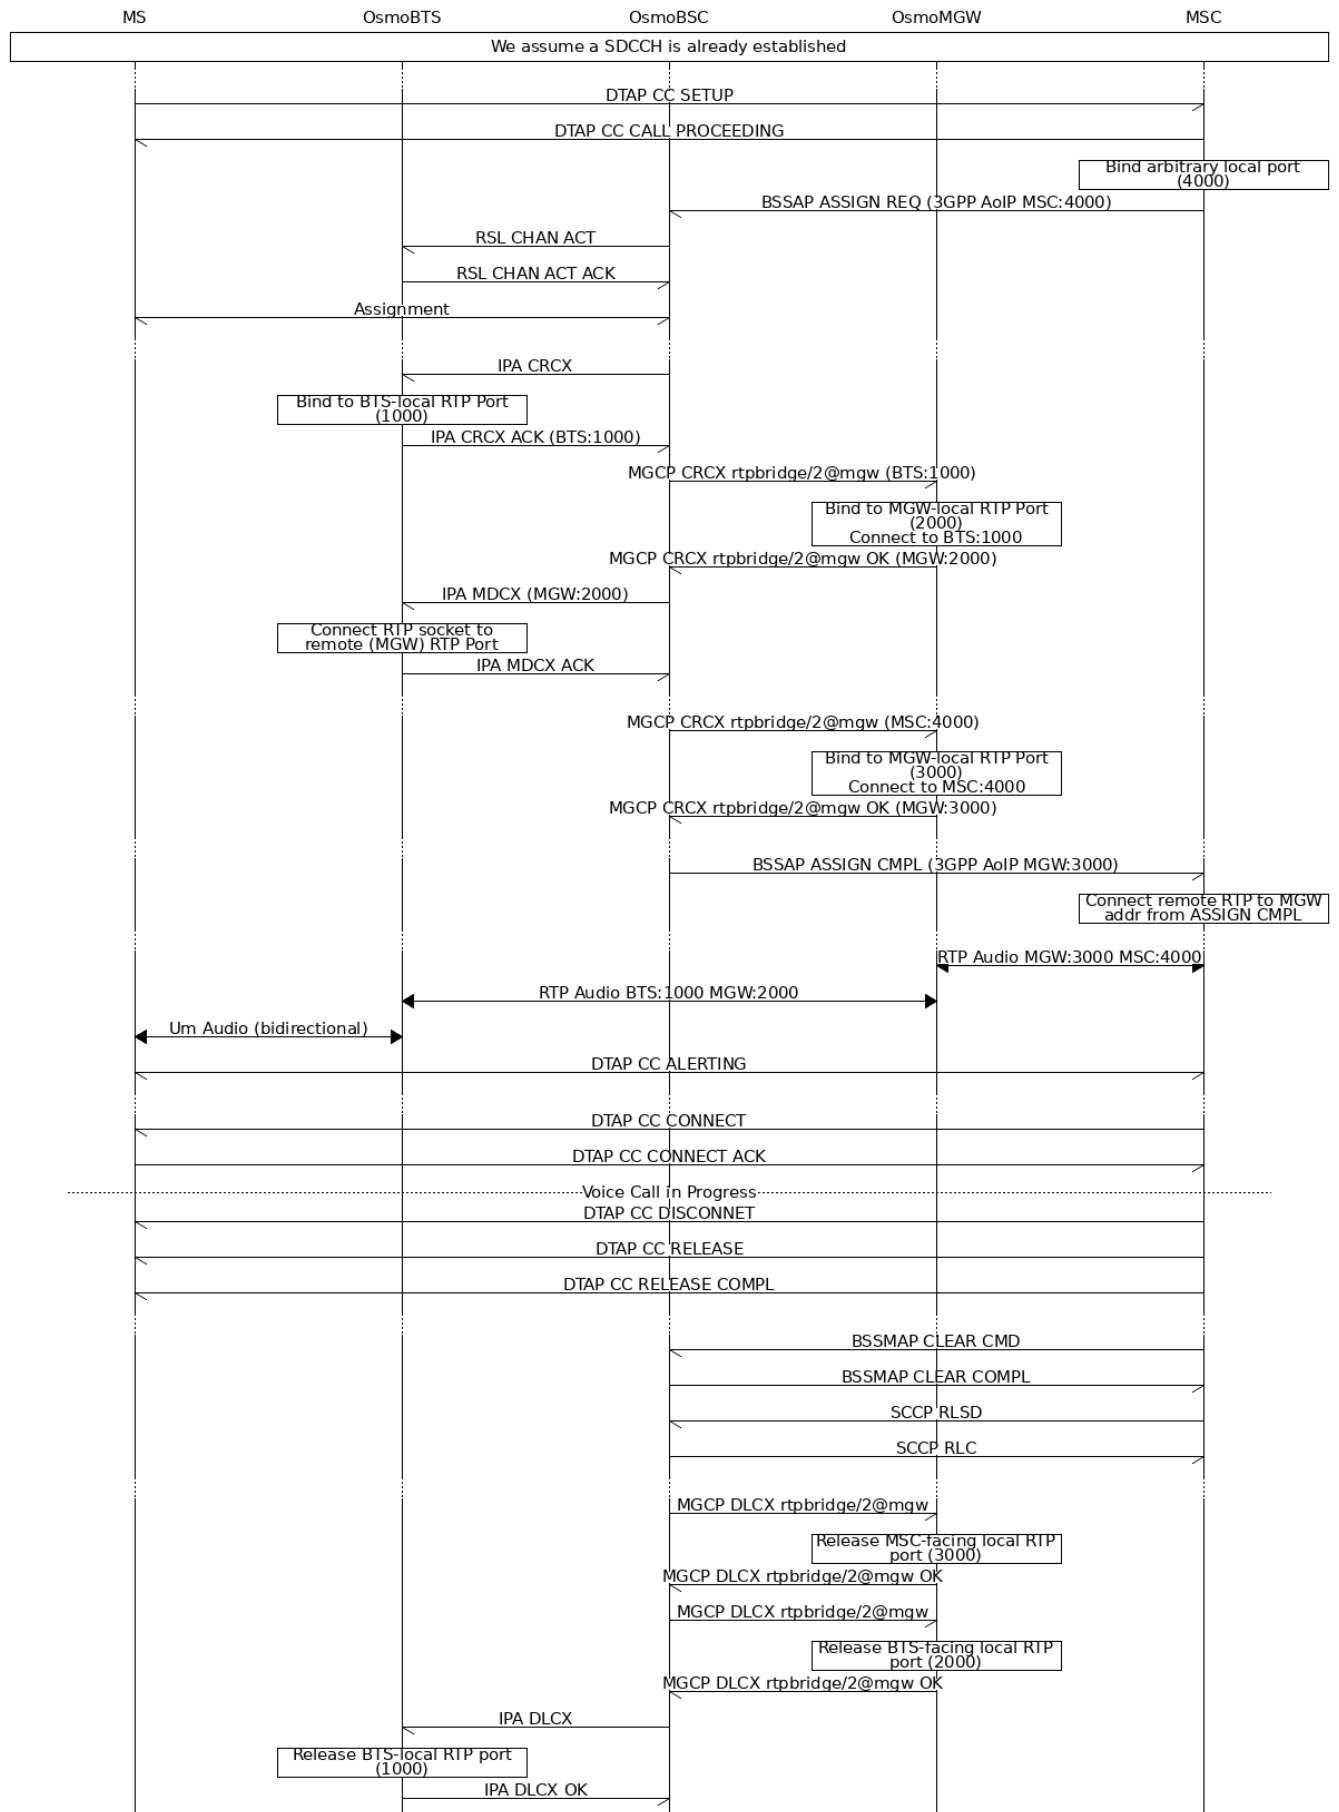 MS OsmoBTS OsmoBSC OsmoMGW MSC
We assume a SDCCH is already established
DTAP CC SETUP
DTAP CC CALL PROCEEDING
Bind arbitrary local port
(4000)
BSSAP ASSIGN REQ (3GPP AoIP MSC:4000)
RSL CHAN ACT
RSL CHAN ACT ACK
Assignment
IPA CRCX
Bind to BTS-local RTP Port
(1000)
IPA CRCX ACK (BTS:1000)
MGCP CRCX rtpbridge/2@mgw (BTS:1000)
Bind to MGW-local RTP Port
(2000)
Connect to BTS:1000
MGCP CRCX rtpbridge/2@mgw OK (MGW:2000)
IPA MDCX (MGW:2000)
Connect RTP socket to
remote (MGW) RTP Port
IPA MDCX ACK
MGCP CRCX rtpbridge/2@mgw (MSC:4000)
Bind to MGW-local RTP Port
(3000)
Connect to MSC:4000
MGCP CRCX rtpbridge/2@mgw OK (MGW:3000)
BSSAP ASSIGN CMPL (3GPP AoIP MGW:3000)
Connect remote RTP to MGW
addr from ASSIGN CMPL
RTP Audio MGW:3000 MSC:4000
RTP Audio BTS:1000 MGW:2000
Um Audio (bidirectional)
DTAP CC ALERTING
DTAP CC CONNECT
DTAP CC CONNECT ACK
Voice Call in Progress
DTAP CC DISCONNET
DTAP CC RELEASE
DTAP CC RELEASE COMPL
BSSMAP CLEAR CMD
BSSMAP CLEAR COMPL
SCCP RLSD
SCCP RLC
MGCP DLCX rtpbridge/2@mgw
Release MSC-facing local RTP
port (3000)
MGCP DLCX rtpbridge/2@mgw OK
MGCP DLCX rtpbridge/2@mgw
Release BTS-facing local RTP
port (2000)
MGCP DLCX rtpbridge/2@mgw OK
IPA DLCX
Release BTS-local RTP port
(1000)
IPA DLCX OK